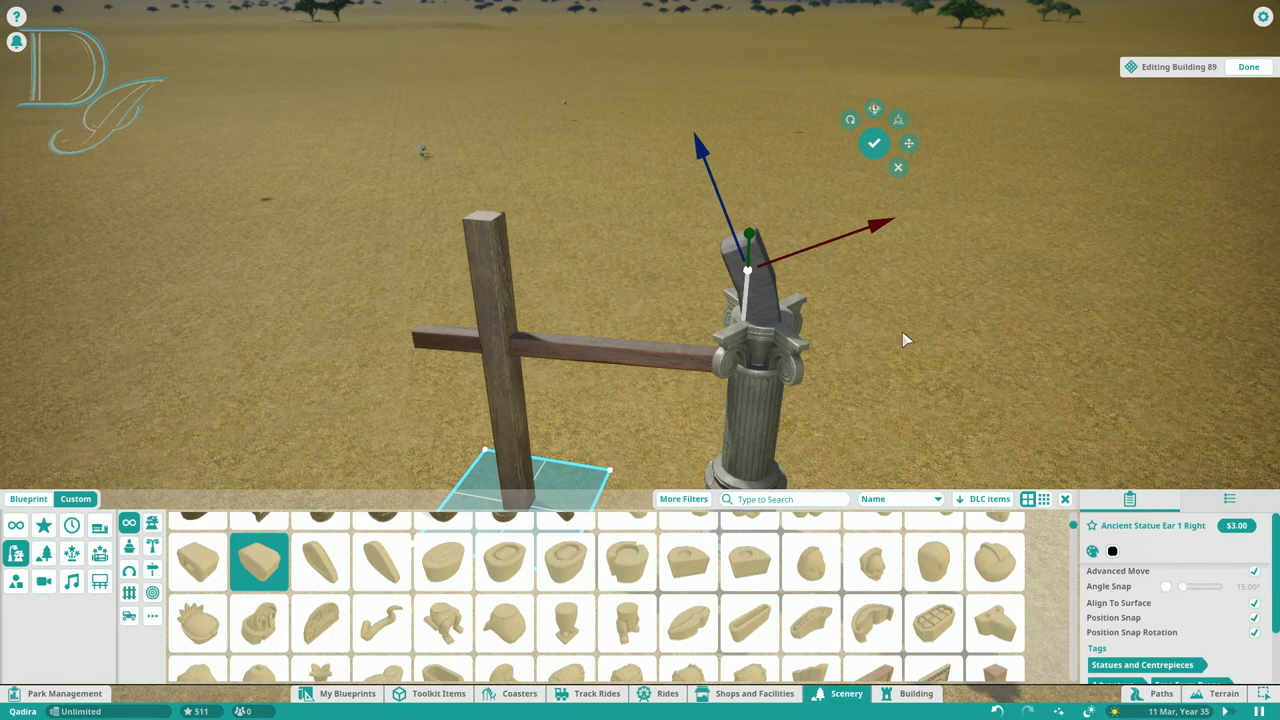 ?
DJ
Editing Building 89 Done
Blueprint Custom
More Filters Type to Search Name DLC items
Ancient Statue Ear 1 Right $3.00
Advanced Move
Angle Snap 15.00°
Align To Surface
Position Snap
Position Snap Rotation
Tags
Statues and Centrepieces
Park Management My Blueprints Toolkit Items Coasters Track Rides Rides Shops and Facilities Scenery Building Paths Terrain
Qadira Unlimited 511 0 11 Mar, Year 35